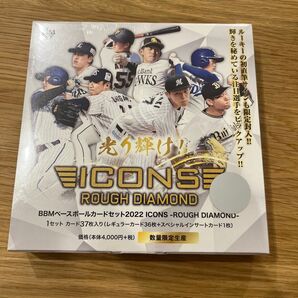 ルーキーの初直筆サインも限定封入!!
輝きを秘めている注目選手をピックアップ!!
光り輝け!
ICONS
ROUGH DIAMOND
BBMベースボールカードセット2022 ICONS -ROUGH DIAMOND-
1セット カード37枚入り(レギュラーカード36枚+スペシャルインサートカード1枚)
価格(本体4,000円+税) 数量限定生産